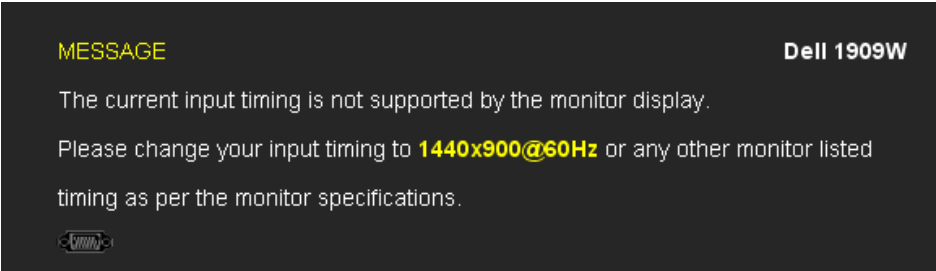 MESSAGE Dell 1909W
The current input timing is not supported by the monitor display.
Please change your input timing to 1440x900@60Hz or any other monitor listed
timing as per the monitor specifications.